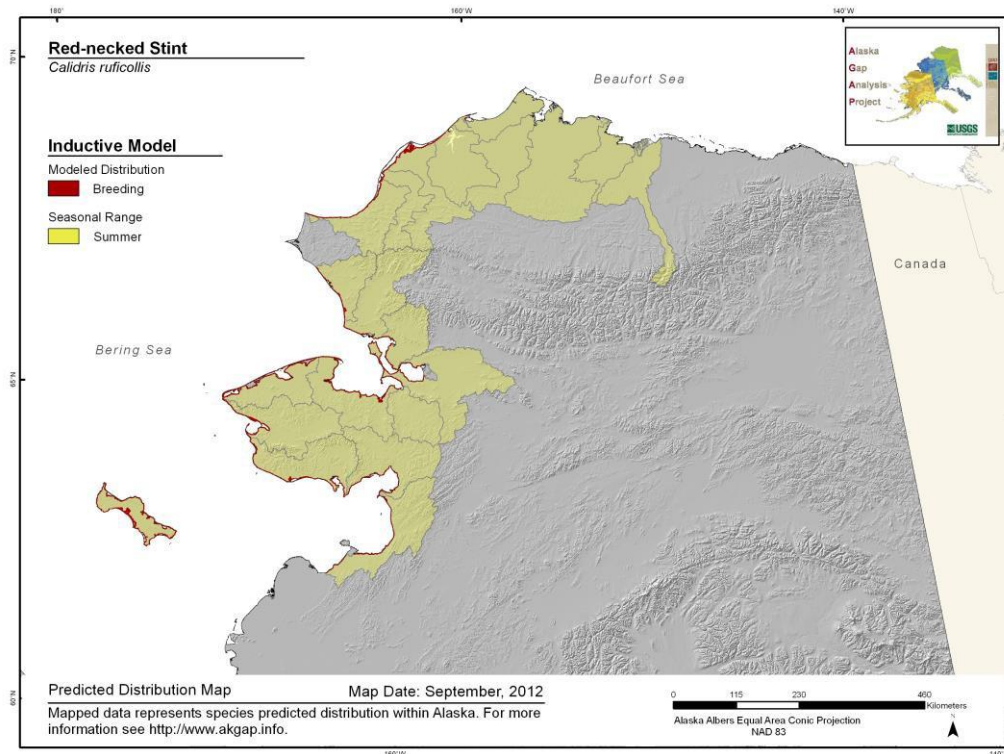 180°
160°W
140°W
70°N
Red-necked Stint
Calidris ruficollis
Beaufort Sea
Alaska
Gap
Analysis
Project
USGS
Inductive Model
Modeled Distribution
Breeding
Seasonal Range
Summer
Canada
Bering Sea
65°N
60°N
Predicted Distribution Map
Map Date: September, 2012
Mapped data represents species predicted distribution within Alaska. For more
information see http://www.akgap.info.
0 115 230 460
Kilometers
Alaska Albers Equal Area Conic Projection
NAD 83
N
160°W